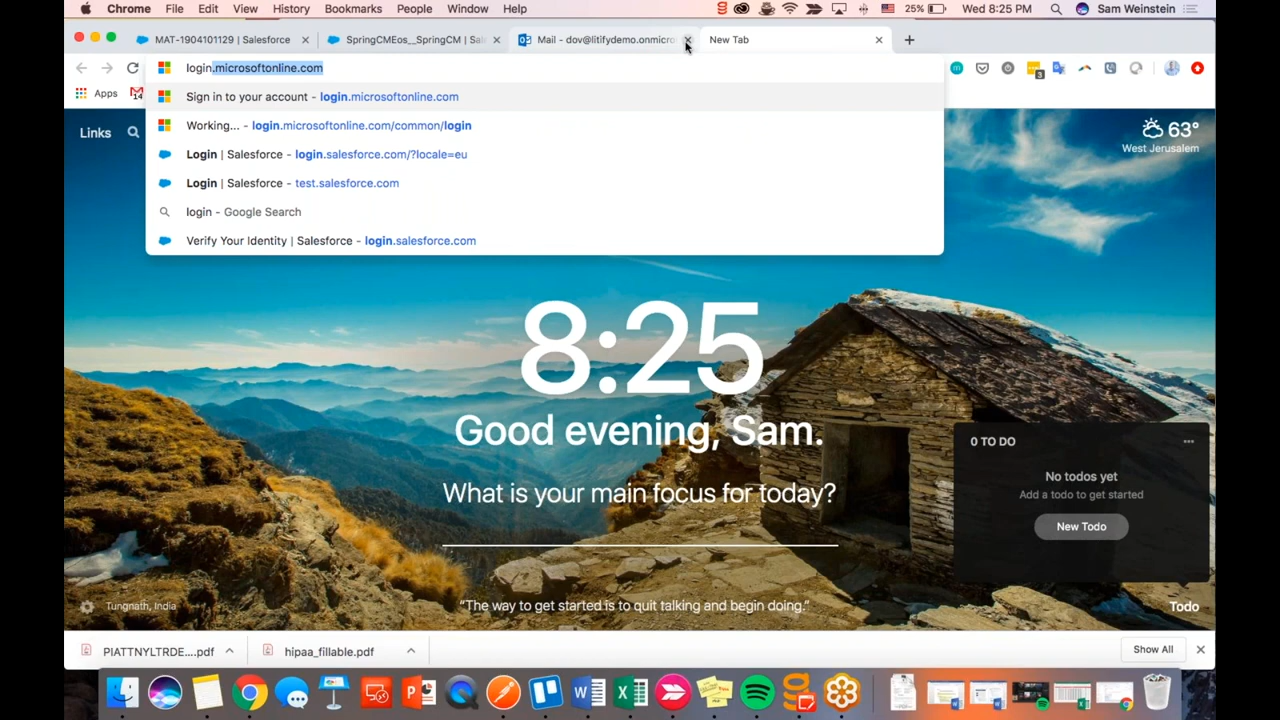 Chrome File Edit View History Bookmarks People Window Help 25% Wed 8:25 PM Sam Weinstein
MAT-1904101129 | Salesforce SpringCMEos__SpringCM | Sal Mail - dov@litifydemo.onmicro New Tab
login.microsoftonline.com
3
Apps 14
Sign in to your account - login.microsoftonline.com
Working... - login.microsoftonline.com/common/login
Login | Salesforce - login.salesforce.com/?locale=eu
Login | Salesforce - test.salesforce.com
login - Google Search
Verify Your Identity | Salesforce - login.salesforce.com
Links
63°
West Jerusalem
8:25
Good evening, Sam.
What is your main focus for today?
0 TO DO
No todos yet
Add a todo to get started
New Todo
Tungnath, India
“The way to get started is to quit talking and begin doing.”
Todo
PIATTNYLTRDE....pdf hipaa_fillable.pdf Show All